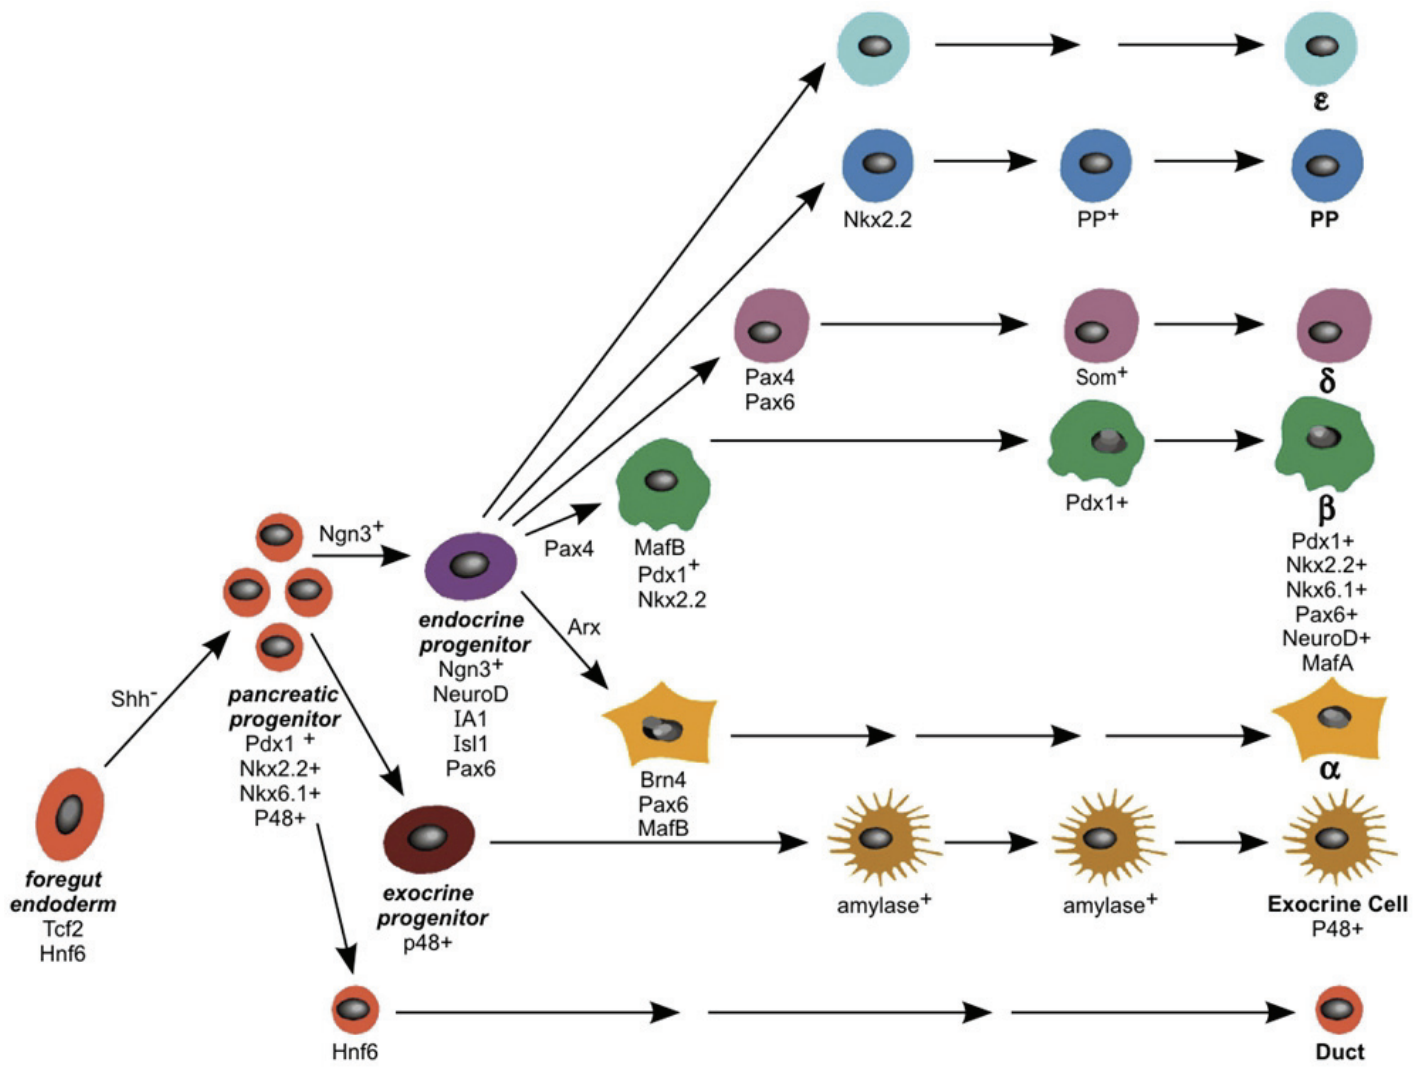 ε
Nkx2.2
PP+
PP
Pax4
Pax6
Som+
δ
Pdx1+
β
Pdx1+
Nkx2.2+
Nkx6.1+
Pax6+
NeuroD+
MafA
Ngn3+
Pax4
MafB
Pdx1+
Nkx2.2
Arx
endocrine
progenitor
Ngn3+
NeuroD
IA1
Isl1
Pax6
Shh-
pancreatic
progenitor
Pdx1 +
Nkx2.2+
Nkx6.1+
P48+
Brn4
Pax6
MafB
α
foregut
endoderm
Tcf2
Hnf6
exocrine
progenitor
p48+
amylase+
amylase+
Exocrine Cell
P48+
Hnf6
Duct